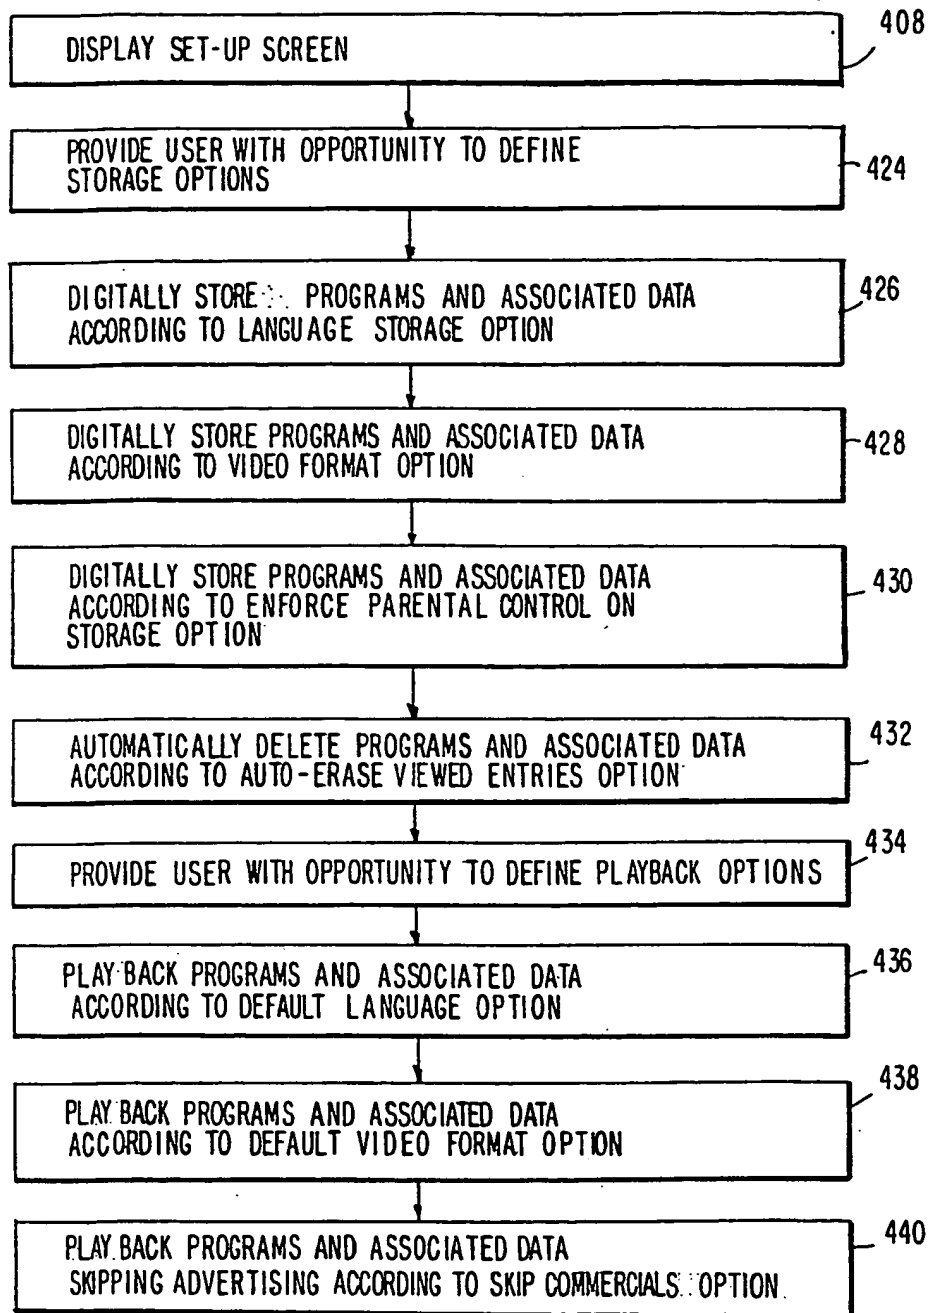 DISPLAY SET-UP SCREEN
408
PROVIDE USER WITH OPPORTUNITY TO DEFINE
STORAGE OPTIONS
424
DIGITALLY STORE PROGRAMS AND ASSOCIATED DATA
ACCORDING TO LANGUAGE STORAGE OPTION
426
DIGITALLY STORE PROGRAMS AND ASSOCIATED DATA
ACCORDING TO VIDEO FORMAT OPTION
428
DIGITALLY STORE PROGRAMS AND ASSOCIATED DATA
ACCORDING TO ENFORCE PARENTAL CONTROL ON
STORAGE OPTION
430
AUTOMATICALLY DELETE PROGRAMS AND ASSOCIATED DATA
ACCORDING TO AUTO-ERASE VIEWED ENTRIES OPTION
432
PROVIDE USER WITH OPPORTUNITY TO DEFINE PLAYBACK OPTIONS
434
PLAY BACK PROGRAMS AND ASSOCIATED DATA
ACCORDING TO DEFAULT LANGUAGE OPTION
436
PLAY BACK PROGRAMS AND ASSOCIATED DATA
ACCORDING TO DEFAULT VIDEO FORMAT OPTION
438
PLAY BACK PROGRAMS AND ASSOCIATED DATA
SKIPPING ADVERTISING ACCORDING TO SKIP COMMERCIALS OPTION
440